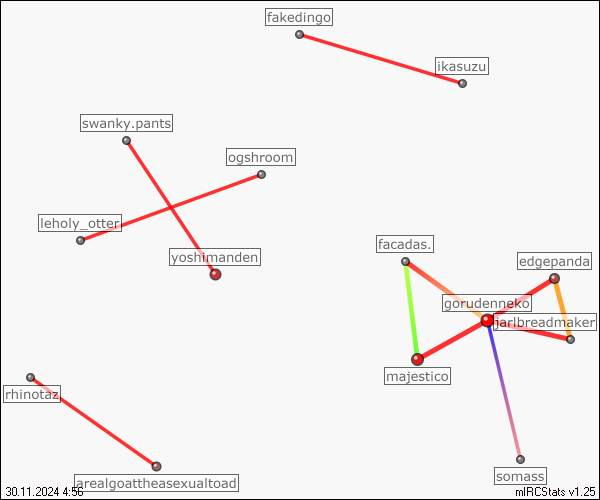 fakedingo
ikasuzu
swanky.pants
ogshroom
leholy_otter
yoshimanden
facadas.
edgepanda
gorudenneko
jarlbreadmaker
majestico
rhinotaz
arealgoattheasexualtoad
somass
30.11.2024 4:56
mIRCStats v1.25